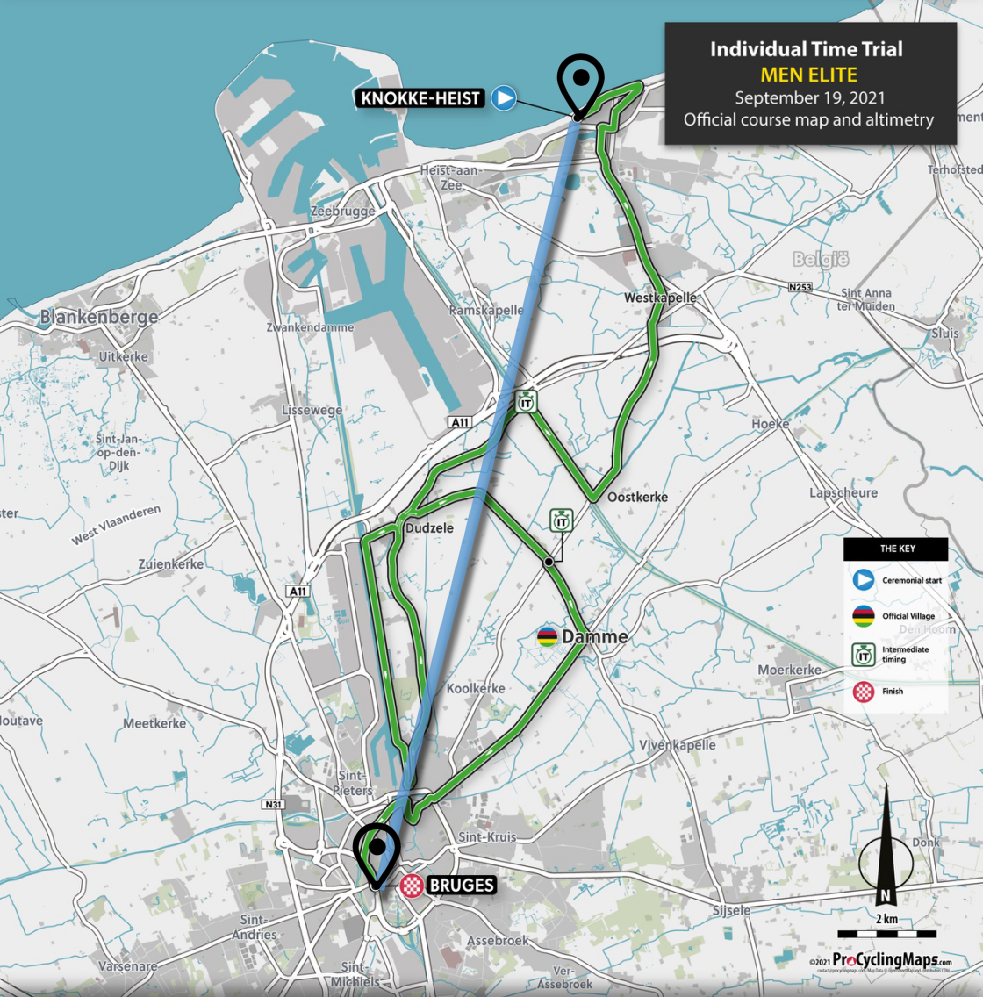 Individual Time Trial
MEN ELITE
September 19, 2021
Official course map and altimetry
KNOKKE-HEIST
Terhofsted
Heist-aan-
Zee
Zeebrugge
België
N253
Sint Anna
ter Muiden
Westkapelle
Ramskapelle
Blankenberge
Zwankendamme
Sluis
Uitkerke
IT
Lissewege
A11
Hoeke
Sint-Jan-
op-den-
Dijk
Oostkerke
Lapscheure
West Vlaanderen
IT
Dudzele
Zuienkerke
THE KEY
Ceremonial start
A11
Official Village
Damme
IT
Intermediate
timing
Moerkerke
Koolkerke
Finish
Meetkerke
Vivenkapelle
Sint-
Pieters
N31
Sint-Kruis
Donk
BRUGES
N
Sijsele
2 km
Sint-
Andries
Assebroek
Varsenare
Sint-
Michiels
Ver-
Assebroek
©2021 ProCyclingMaps.com